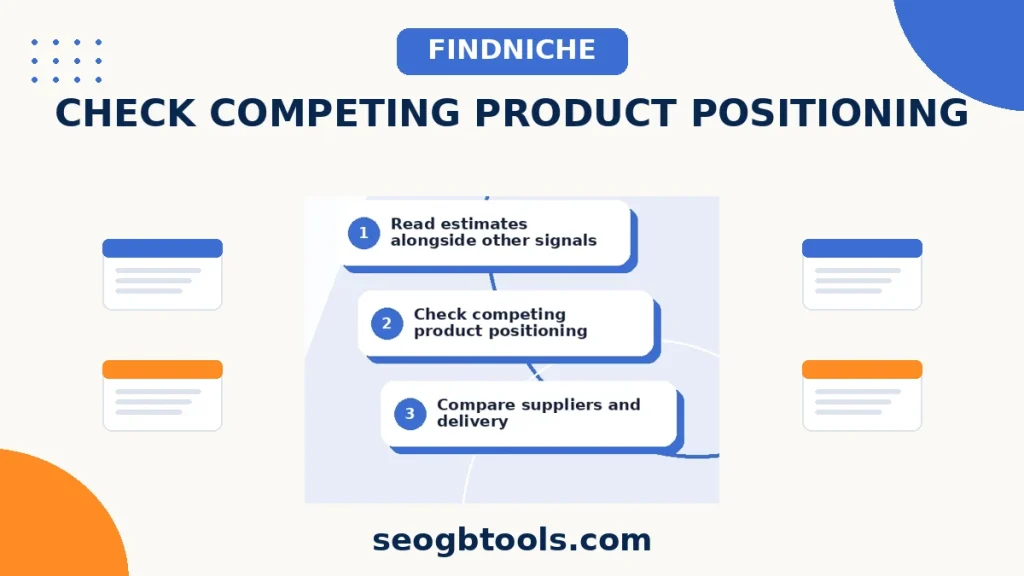 FINDNICHE
CHECK COMPETING PRODUCT POSITIONING
1
Read estimates
alongside other signals
2
Check competing
product positioning
3
Compare suppliers and
delivery
seogbtools.com